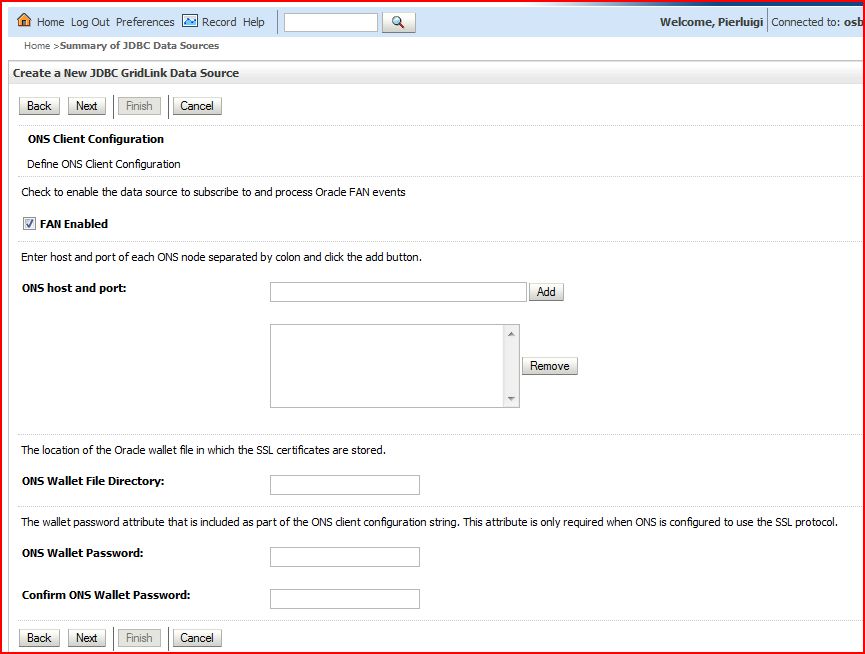 Home Log Out Preferences Record Help Welcome, Pierluigi Connected to: osb
Home >Summary of JDBC Data Sources
Create a New JDBC GridLink Data Source
Back Next Finish Cancel
ONS Client Configuration
Define ONS Client Configuration
Check to enable the data source to subscribe to and process Oracle FAN events
FAN Enabled
Enter host and port of each ONS node separated by colon and click the add button.
ONS host and port: Add
Remove
The location of the Oracle wallet file in which the SSL certificates are stored.
ONS Wallet File Directory:
The wallet password attribute that is included as part of the ONS client configuration string. This attribute is only required when ONS is configured to use the SSL protocol.
ONS Wallet Password:
Confirm ONS Wallet Password:
Back Next Finish Cancel